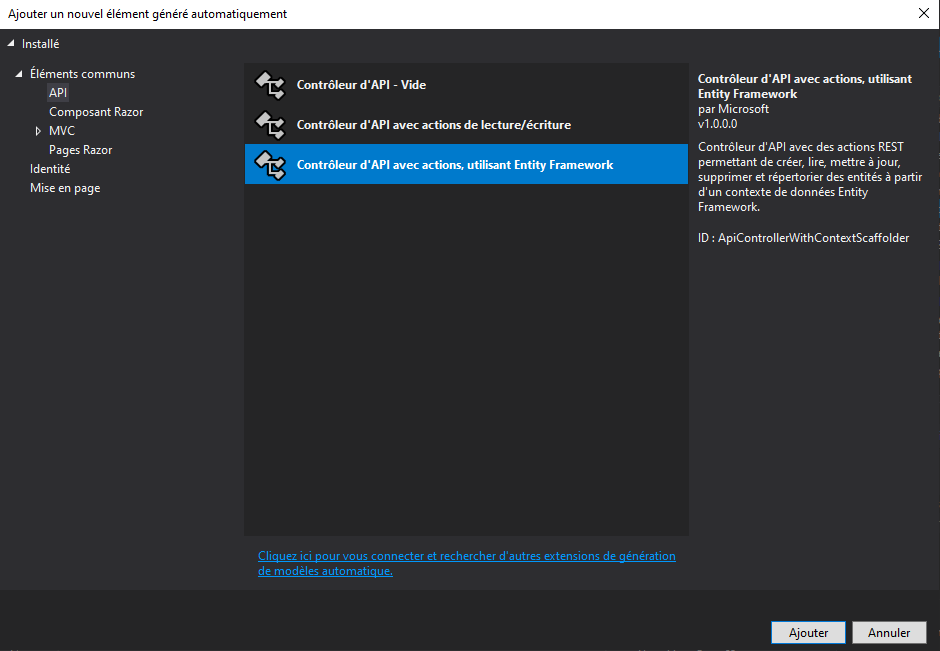 Ajouter un nouvel élément généré automatiquement
Installé
Éléments communs
API
Composant Razor
MVC
Pages Razor
Identité
Mise en page
Contrôleur d'API - Vide
Contrôleur d'API avec actions de lecture/écriture
Contrôleur d'API avec actions, utilisant Entity Framework
Contrôleur d'API avec actions, utilisant
Entity Framework
par Microsoft
v1.0.0.0
Contrôleur d'API avec des actions REST
permettant de créer, lire, mettre à jour,
supprimer et répertorier des entités à partir
d'un contexte de données Entity
Framework.
ID : ApiControllerWithContextScaffolder
Cliquez ici pour vous connecter et rechercher d'autres extensions de génération
de modèles automatique.
Ajouter
Annuler